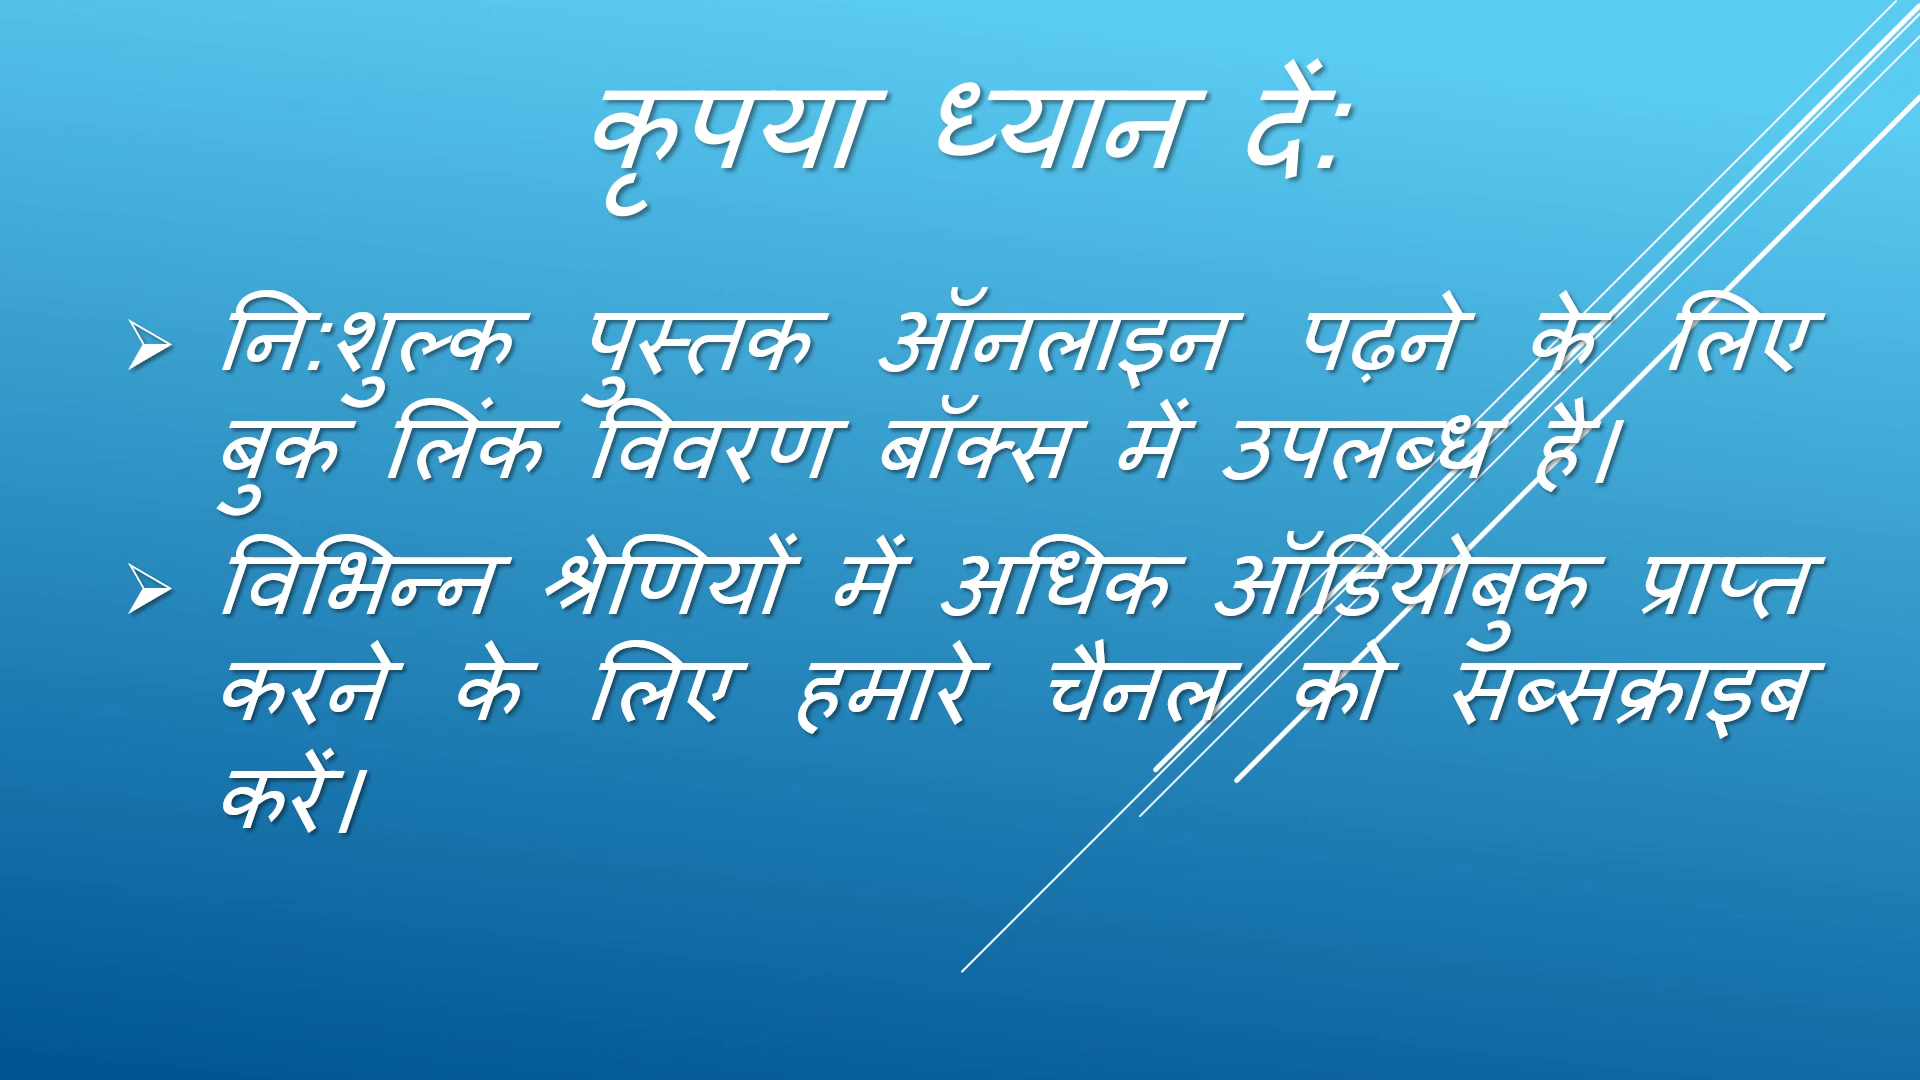 कृपया ध्यान दें:
➢ नि:शुल्क पुस्तक ऑनलाइन पढ़ने के लिए
बुक लिंक विवरण बॉक्स में उपलब्ध है।
➢ विभिन्न श्रेणियों में अधिक ऑडियोबुक प्राप्त
करने के लिए हमारे चैनल को सब्सक्राइब
करें।